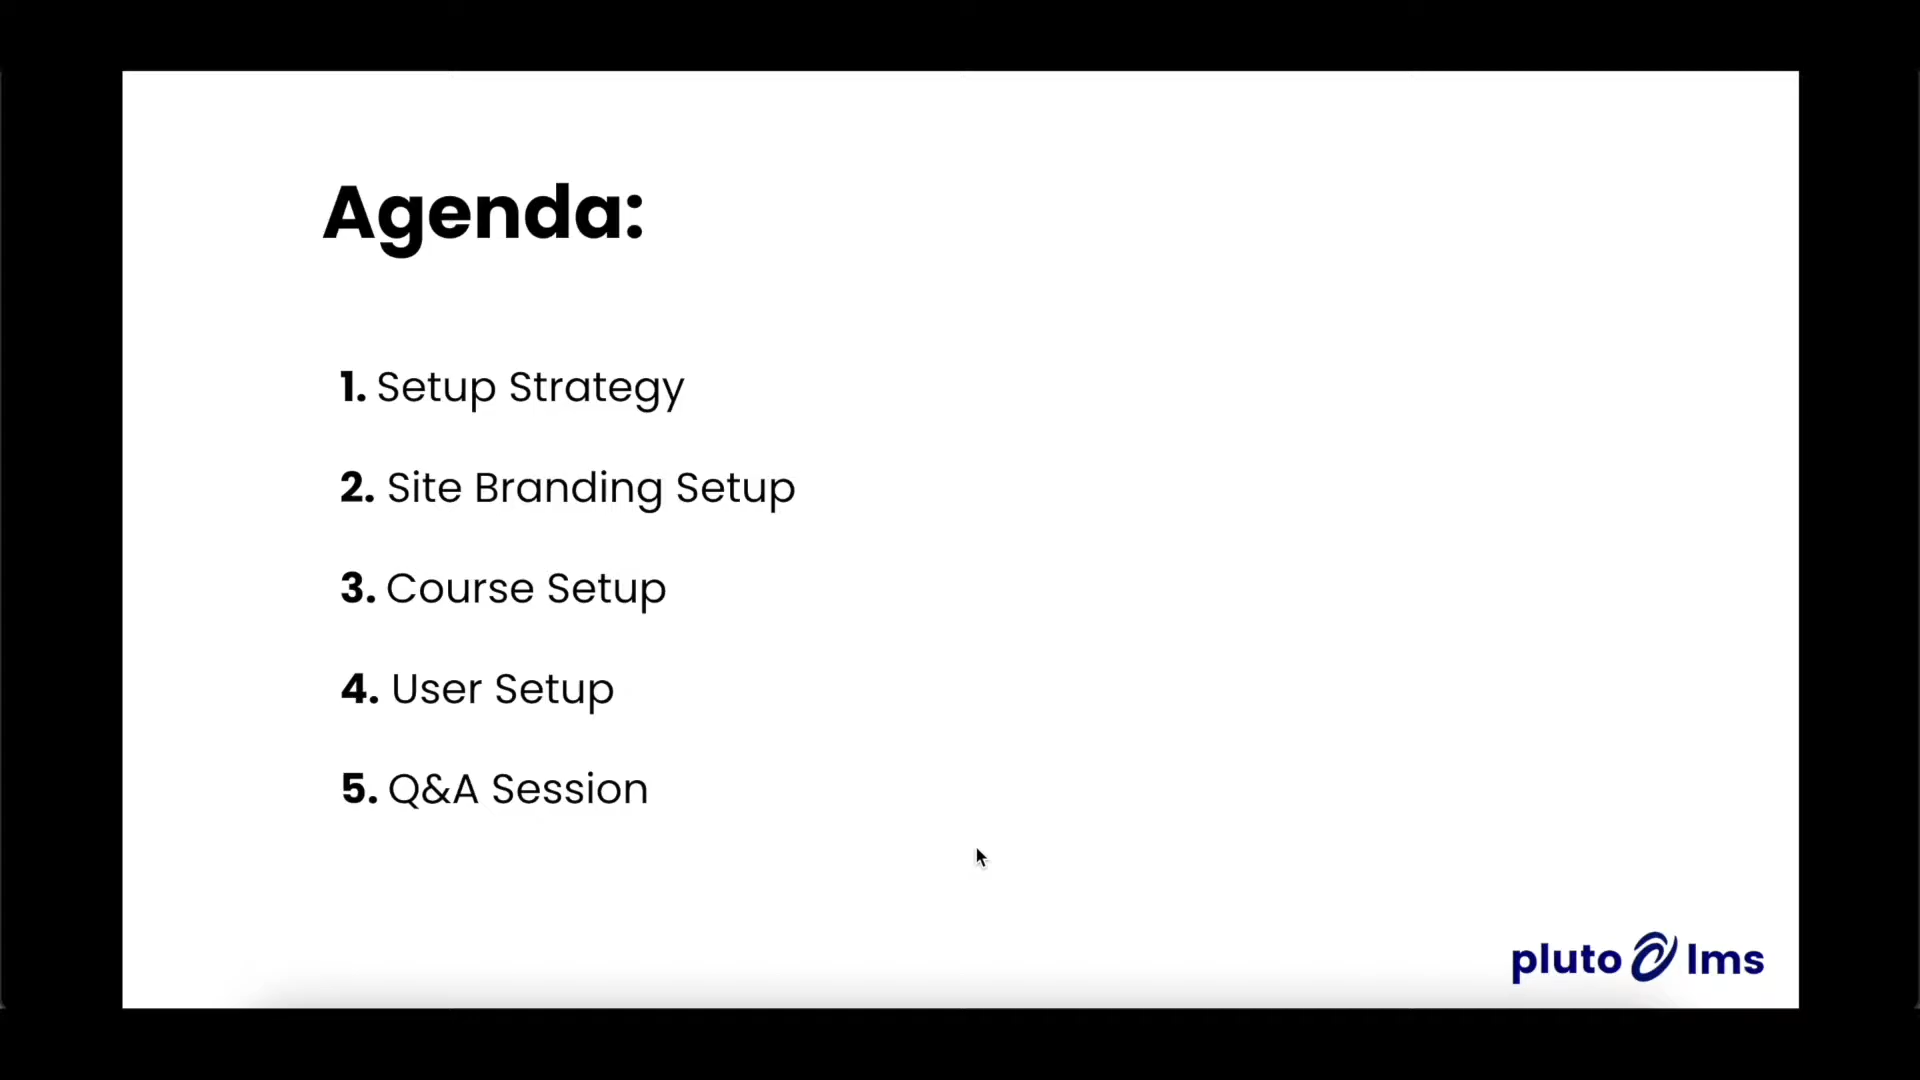 Agenda:
1. Setup Strategy
2. Site Branding Setup
3. Course Setup
4. User Setup
5. Q&A Session
pluto lms